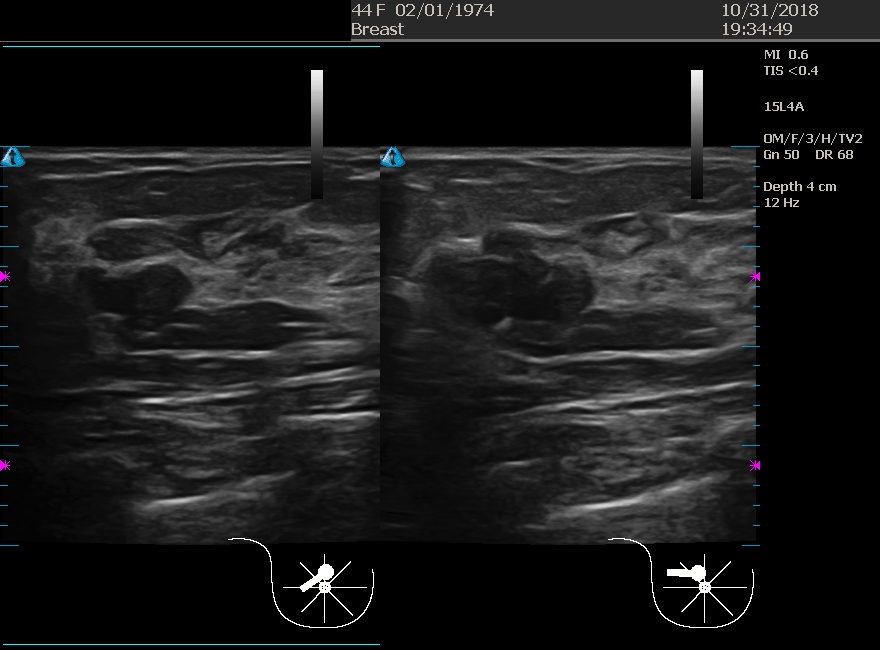 44 F 02/01/1974
10/31/2018
Breast
19:34:49
MI 0.6
TIS <0.4
15L4A
OM/F/3/H/TV2
Gn 50 DR 68
Depth 4 cm
12 Hz